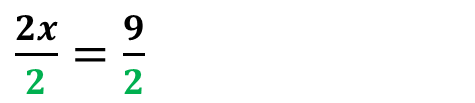 2x/2 = 9/2